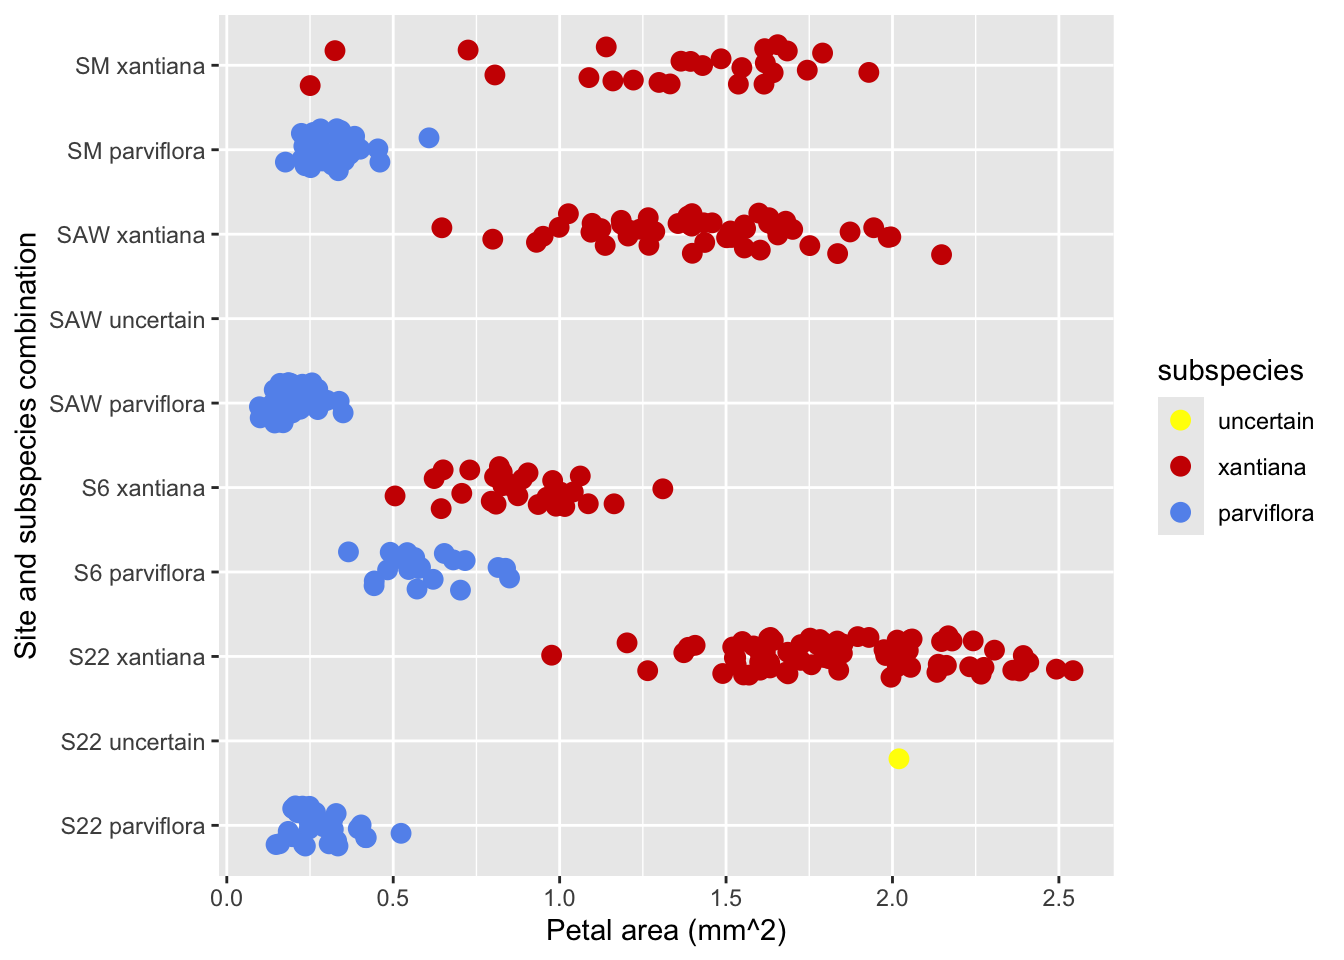 Site and subspecies combination
SM xantiana
SM parviflora
SAW xantiana
SAW uncertain
SAW parviflora
S6 xantiana
S6 parviflora
S22 xantiana
S22 uncertain
S22 parviflora
0.0 0.5 1.0 1.5 2.0 2.5
Petal area (mm^2)
subspecies
uncertain
xantiana
parviflora